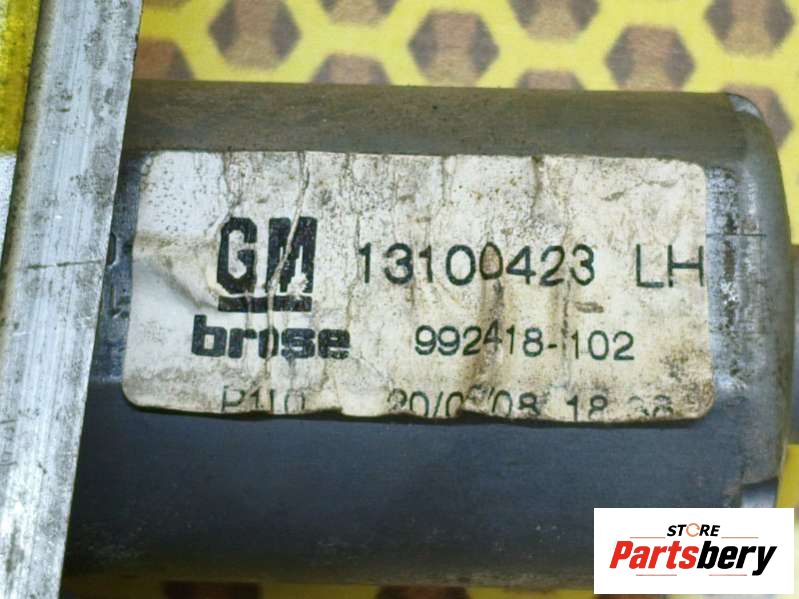 GM 13100423 LH
brose 992418-102
STORE
Partsbery